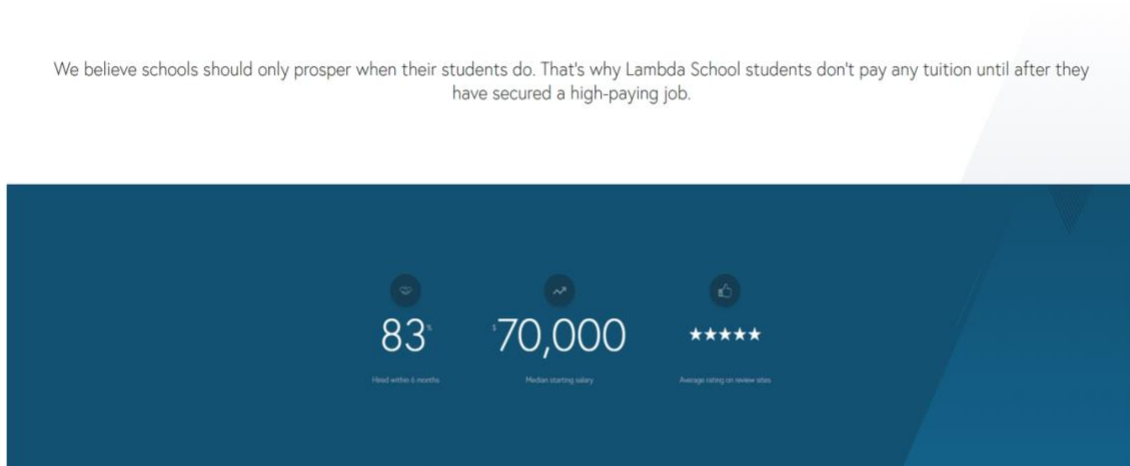 We believe schools should only prosper when their students do. That's why Lambda School students don't pay any tuition until after they
have secured a high-paying job.
83%
$70,000
★★★★★
Hired within 6 months
Median starting salary
Average rating on review sites